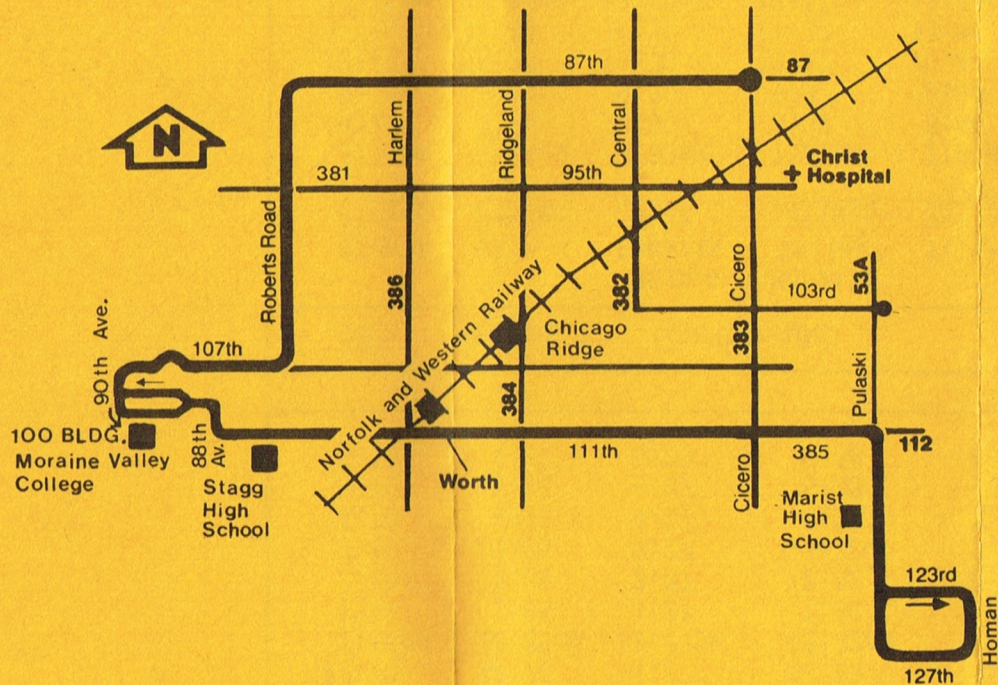 87th
87
N
Harlem
Ridgeland
Central
381
95th
Christ
Hospital
Roberts Road
386
Norfolk and Western Railway
382
Cicero
103rd
53A
Chicago
Ridge
383
90th Ave.
107th
384
Pulaski
100 BLDG.
Moraine Valley
College
88th
Av.
Stagg
High
School
Worth
111th
Cicero
385
112
Marist
High
School
123rd
Homan
127th